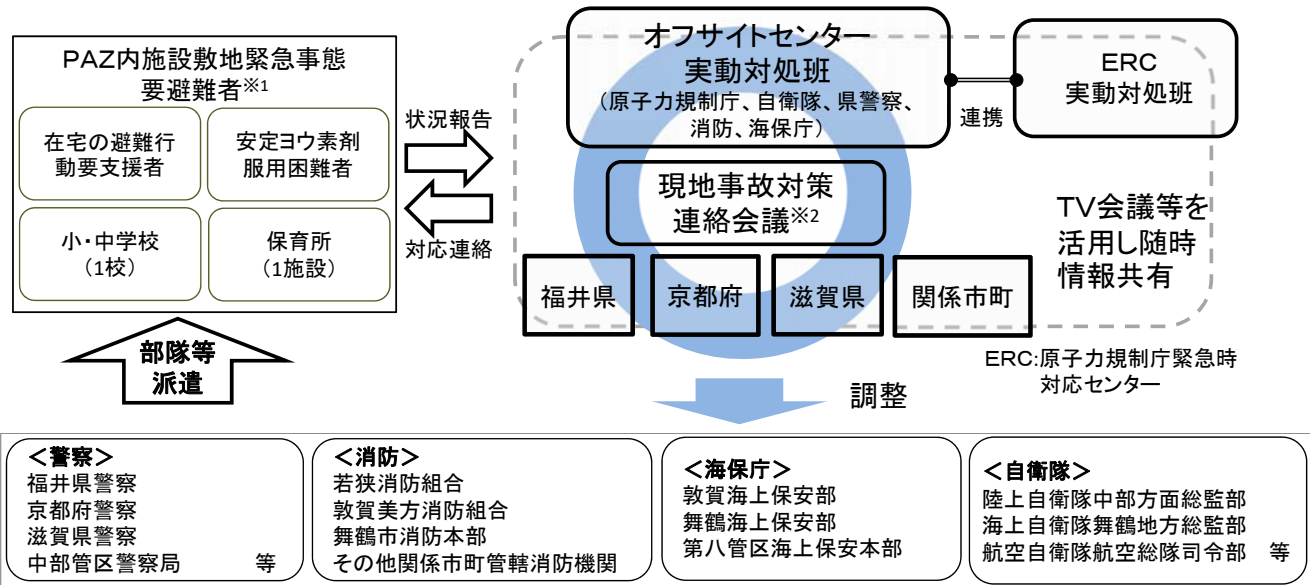 PAZ内施設敷地緊急事態
要避難者※1
在宅の避難行
動要支援者
安定ヨウ素剤
服用困難者
小・中学校
（1校）
保育所
（1施設）
状況報告
対応連絡
部隊等
派遣
オフサイトセンター
実動対処班
（原子力規制庁、自衛隊、県警察、
消防、海保庁）
連携
ERC
実動対処班
現地事故対策
連絡会議※2
福井県
京都府
滋賀県
関係市町
TV会議等を
活用し随時
情報共有
ERC:原子力規制庁緊急時
対応センター
調整
＜警察＞
福井県警察
京都府警察
滋賀県警察
中部管区警察局　等
＜消防＞
若狭消防組合
敦賀美方消防組合
舞鶴市消防本部
その他関係市町管轄消防機関
＜海保庁＞
敦賀海上保安部
舞鶴海上保安部
第八管区海上保安本部
＜自衛隊＞
陸上自衛隊中部方面総監部
海上自衛隊舞鶴地方総監部
航空自衛隊航空総隊司令部　等